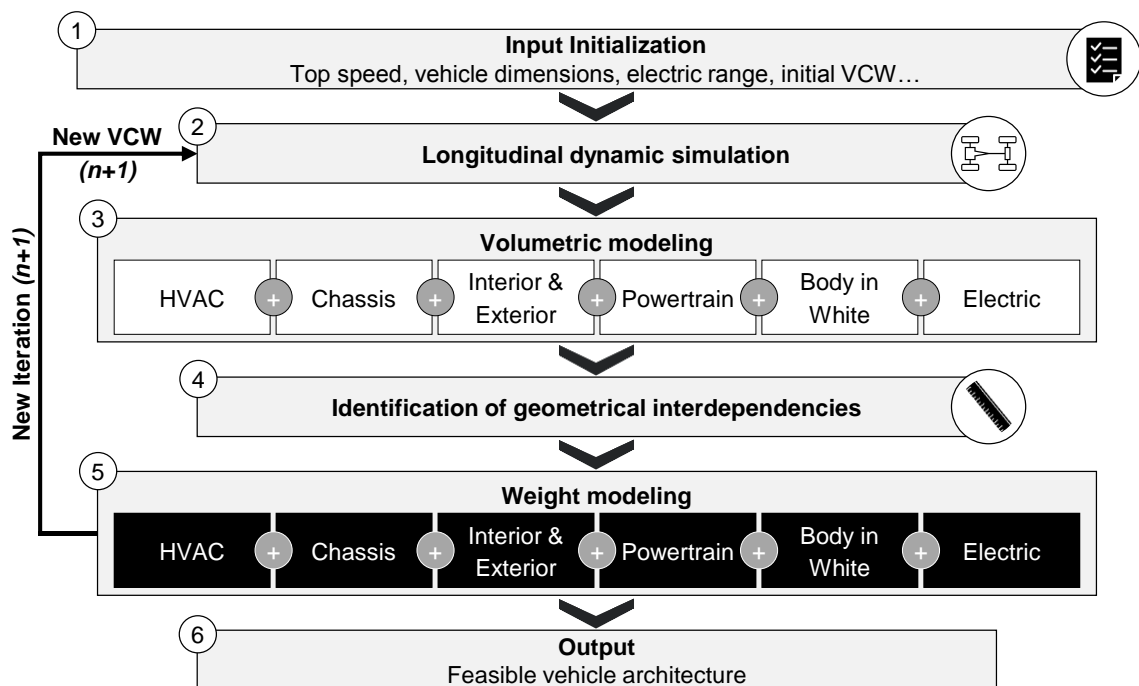 1
Input Initialization
Top speed, vehicle dimensions, electric range, initial VCW…
New VCW
(n+1)
2
Longitudinal dynamic simulation
New Iteration (n+1)
3
Volumetric modeling
HVAC + Chassis + Interior & + Powertrain + Body in + Electric
Exterior White
4
Identification of geometrical interdependencies
5
Weight modeling
HVAC + Chassis + Interior & + Powertrain + Body in + Electric
Exterior White
6
Output
Feasible vehicle architecture